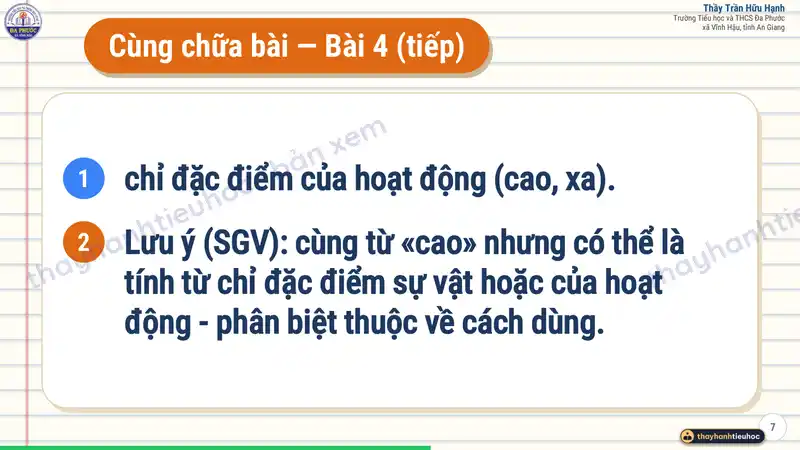 Thầy Trần Hữu Hạnh
Trường Tiểu học và THCS Đa Phước
xã Vĩnh Hậu, tỉnh An Giang
ĐA PHƯỚC
Cùng chữa bài — Bài 4 (tiếp)
1 chỉ đặc điểm của hoạt động (cao, xa).
2 Lưu ý (SGV): cùng từ «cao» nhưng có thể là
tính từ chỉ đặc điểm sự vật hoặc của hoạt
động - phân biệt thuộc về cách dùng.
7
thayhanhtieuhoc